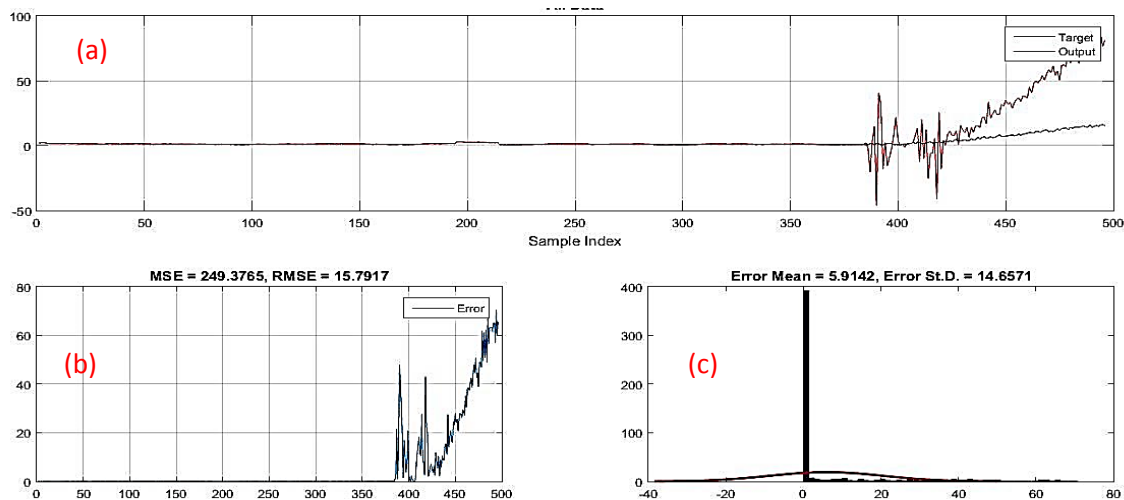 100
(a)
Target
Output
50
0
-50
0 50 100 150 200 250 300 350 400 450 500
Sample Index
MSE = 249.3765, RMSE = 15.7917
80
Error
60
(b)
40
20
0
0 50 100 150 200 250 300 350 400 450 500
Error Mean = 5.9142, Error St.D. = 14.6571
400
300
(c)
200
100
0
-40 -20 0 20 40 60 80